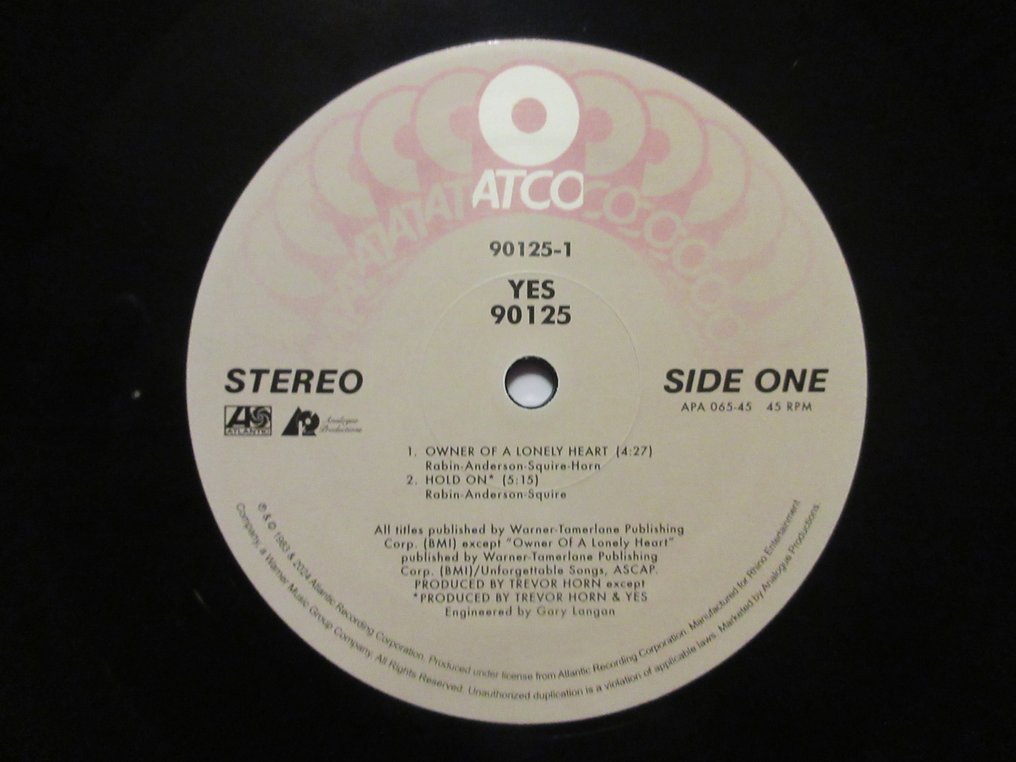 ATCO
90125-1
YES
90125
STEREO
SIDE ONE
ATLANTIC
Analogue
Productions
APA 065-45 45 RPM
1. OWNER OF A LONELY HEART (4:27)
Rabin-Anderson-Squire-Horn
2. HOLD ON* (5:15)
Rabin-Anderson-Squire
All titles published by Warner-Tamerlane Publishing
Corp. (BMI) except "Owner Of A Lonely Heart"
published by Warner-Tamerlane Publishing
Corp. (BMI)/Unforgettable Songs, ASCAP.
PRODUCED BY TREVOR HORN except
*PRODUCED BY TREVOR HORN & YES
Engineered by Gary Langan
℗ & © 1983 & 2024 Atlantic Recording Corporation. Produced under license from Atlantic Recording Corporation. Manufactured for Rhino Entertainment
Company, a Warner Music Group Company. All Rights Reserved. Unauthorized duplication is a violation of applicable laws. Marketed by Analogue Productions.